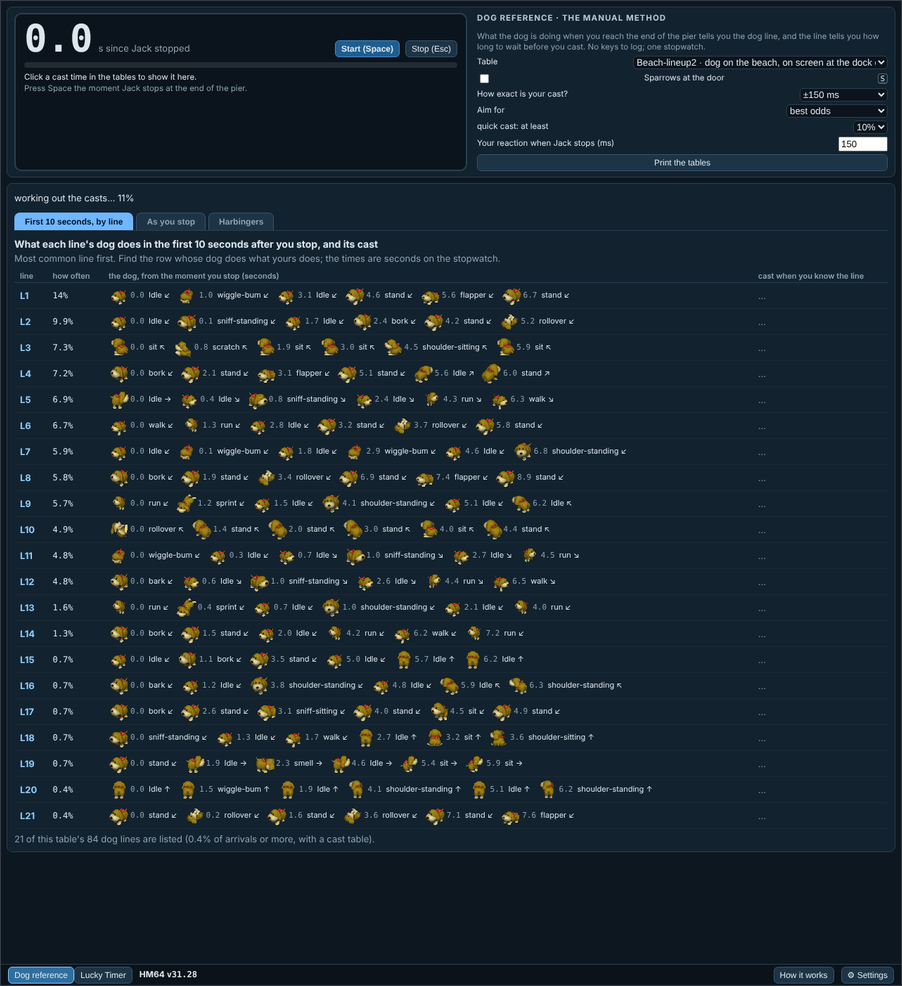 0.0 s since Jack stopped
Start (Space) Stop (Esc)
Click a cast time in the tables to show it here.
Press Space the moment Jack stops at the end of the pier.
DOG REFERENCE · THE MANUAL METHOD
What the dog is doing when you reach the end of the pier tells you the dog line, and the line tells you how
long to wait before you cast. No keys to log; one stopwatch.
Table Beach-lineup2 · dog on the beach, on screen at the dock
Sparrows at the door S
How exact is your cast? ±150 ms
Aim for best odds
quick cast: at least 10%
Your reaction when Jack stops (ms) 150
Print the tables
working out the casts... 11%
First 10 seconds, by line As you stop Harbingers
What each line's dog does in the first 10 seconds after you stop, and its cast
Most common line first. Find the row whose dog does what yours does; the times are seconds on the stopwatch.
line how often the dog, from the moment you stop (seconds) cast when you know the line
L1 14% 0.0 Idle ↙ 1.0 wiggle-bum ↙ 3.1 Idle ↙ 4.6 stand ↙ 5.6 flapper ↙ 6.7 stand ↙ ...
L2 9.9% 0.0 Idle ↙ 0.1 sniff-standing ↙ 1.7 Idle ↙ 2.4 bork ↙ 4.2 stand ↙ 5.2 rollover ↙ ...
L3 7.3% 0.0 sit ↖ 0.8 scratch ↖ 1.9 sit ↖ 3.0 sit ↖ 4.5 shoulder-sitting ↖ 5.9 sit ↖ ...
L4 7.2% 0.0 bork ↙ 2.1 stand ↙ 3.1 flapper ↙ 5.1 stand ↙ 5.6 Idle ↗ 6.0 stand ↗ ...
L5 6.9% 0.0 Idle → 0.4 Idle ↘ 0.8 sniff-standing ↘ 2.4 Idle ↘ 4.3 run ↘ 6.3 walk ↘ ...
L6 6.7% 0.0 walk ↙ 1.3 run ↙ 2.8 Idle ↙ 3.2 stand ↙ 3.7 rollover ↙ 5.8 stand ↙ ...
L7 5.9% 0.0 Idle ↙ 0.1 wiggle-bum ↙ 1.8 Idle ↙ 2.9 wiggle-bum ↙ 4.6 Idle ↙ 6.8 shoulder-standing ↙ ...
L8 5.8% 0.0 bork ↙ 1.9 stand ↙ 3.4 rollover ↙ 6.9 stand ↙ 7.4 flapper ↙ 8.9 stand ↙ ...
L9 5.7% 0.0 run ↙ 1.2 sprint ↙ 1.5 Idle ↙ 4.1 shoulder-standing ↙ 5.1 Idle ↙ 6.2 Idle ↖ ...
L10 4.9% 0.0 rollover ↖ 1.4 stand ↖ 2.0 stand ↖ 3.0 stand ↖ 4.0 sit ↖ 4.4 stand ↖ ...
L11 4.8% 0.0 wiggle-bum ↙ 0.3 Idle ↙ 0.7 Idle ↘ 1.0 sniff-standing ↘ 2.7 Idle ↘ 4.5 run ↘ ...
L12 4.8% 0.0 bark ↙ 0.6 Idle ↘ 1.0 sniff-standing ↘ 2.6 Idle ↘ 4.4 run ↘ 6.5 walk ↘ ...
L13 1.6% 0.0 run ↙ 0.4 sprint ↙ 0.7 Idle ↙ 1.0 shoulder-standing ↙ 2.1 Idle ↙ 4.0 run ↙ ...
L14 1.3% 0.0 bork ↙ 1.5 stand ↙ 2.0 Idle ↙ 4.2 run ↙ 6.2 walk ↙ 7.2 run ↙ ...
L15 0.7% 0.0 Idle ↙ 1.1 bork ↙ 3.5 stand ↙ 5.0 Idle ↙ 5.7 Idle ↑ 6.2 Idle ↑ ...
L16 0.7% 0.0 bark ↙ 1.2 Idle ↙ 3.8 shoulder-standing ↙ 4.8 Idle ↙ 5.9 Idle ↖ 6.3 shoulder-standing ↖ ...
L17 0.7% 0.0 bork ↙ 2.6 stand ↙ 3.1 sniff-sitting ↙ 4.0 stand ↙ 4.5 sit ↙ 4.9 stand ↙ ...
L18 0.7% 0.0 sniff-standing ↙ 1.3 Idle ↙ 1.7 walk ↙ 2.7 Idle ↑ 3.2 sit ↑ 3.6 shoulder-sitting ↑ ...
L19 0.7% 0.0 stand ↙ 1.9 Idle → 2.3 smell → 4.6 Idle → 5.4 sit → 5.9 sit → ...
L20 0.4% 0.0 Idle ↑ 1.5 wiggle-bum ↑ 1.9 Idle ↑ 4.1 shoulder-standing ↑ 5.1 Idle ↑ 6.2 shoulder-standing ↑ ...
L21 0.4% 0.0 stand ↙ 0.2 rollover ↙ 1.6 stand ↙ 3.6 rollover ↙ 7.1 stand ↙ 7.6 flapper ↙ ...
21 of this table's 84 dog lines are listed (0.4% of arrivals or more, with a cast table).
Dog reference Lucky Timer HM64 v31.28 How it works ⚙ Settings